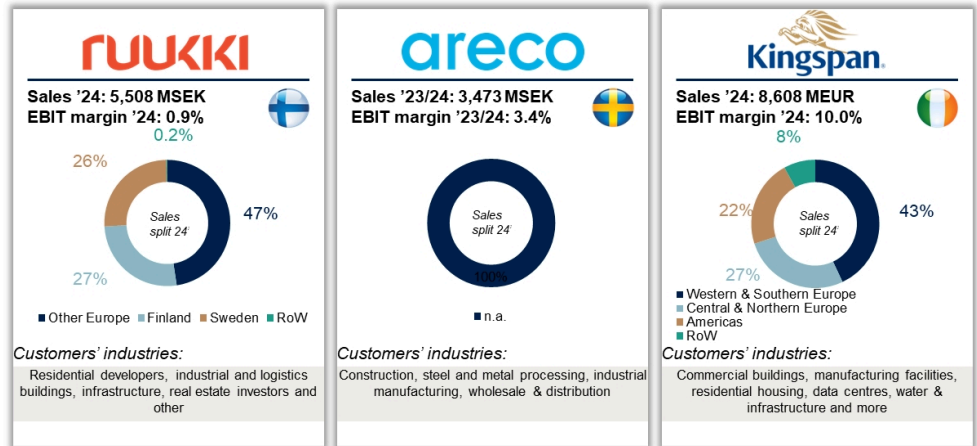 ruukki
Sales ’24: 5,508 MSEK
EBIT margin ’24: 0.9%
0.2%
26%
47%
Sales
split 24'
27%
Other Europe Finland Sweden RoW
Customers’ industries:
Residential developers, industrial and logistics
buildings, infrastructure, real estate investors and
other
areco
Sales ’23/24: 3,473 MSEK
EBIT margin ’23/24: 3.4%
Sales
split 24'
100%
n.a.
Customers’ industries:
Construction, steel and metal processing, industrial
manufacturing, wholesale & distribution
Kingspan.
Sales ’24: 8,608 MEUR
EBIT margin ’24: 10.0%
8%
22%
43%
Sales
split 24'
27%
Western & Southern Europe
Central & Northern Europe
Americas
RoW
Customers’ industries:
Commercial buildings, manufacturing facilities,
residential housing, data centres, water &
infrastructure and more